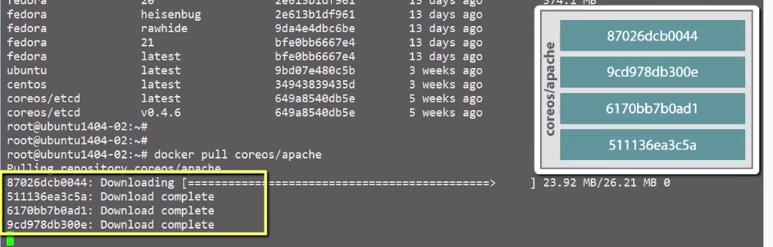 fedora 20 2e613b1df961 13 days ago 374.1 MB
fedora heisenbug 2e613b1df961 13 days ago
fedora rawhide 9da4e4dbc6be 13 days ago
fedora 21 bfe0bb6667e4 13 days ago
fedora latest bfe0bb6667e4 13 days ago
ubuntu latest 9bd07e480c5b 3 weeks ago
centos latest 34943839435d 3 weeks ago
coreos/etcd latest 649a8540db5e 5 weeks ago
coreos/etcd v0.4.6 649a8540db5e 5 weeks ago
root@ubuntu1404-02:~#
root@ubuntu1404-02:~#
root@ubuntu1404-02:~# docker pull coreos/apache
Pulling repository coreos/apache
87026dcb0044: Downloading [=============================================> ] 23.92 MB/26.21 MB 0
511136ea3c5a: Download complete
6170bb7b0ad1: Download complete
9cd978db300e: Download complete
coreos/apache
87026dcb0044
9cd978db300e
6170bb7b0ad1
511136ea3c5a